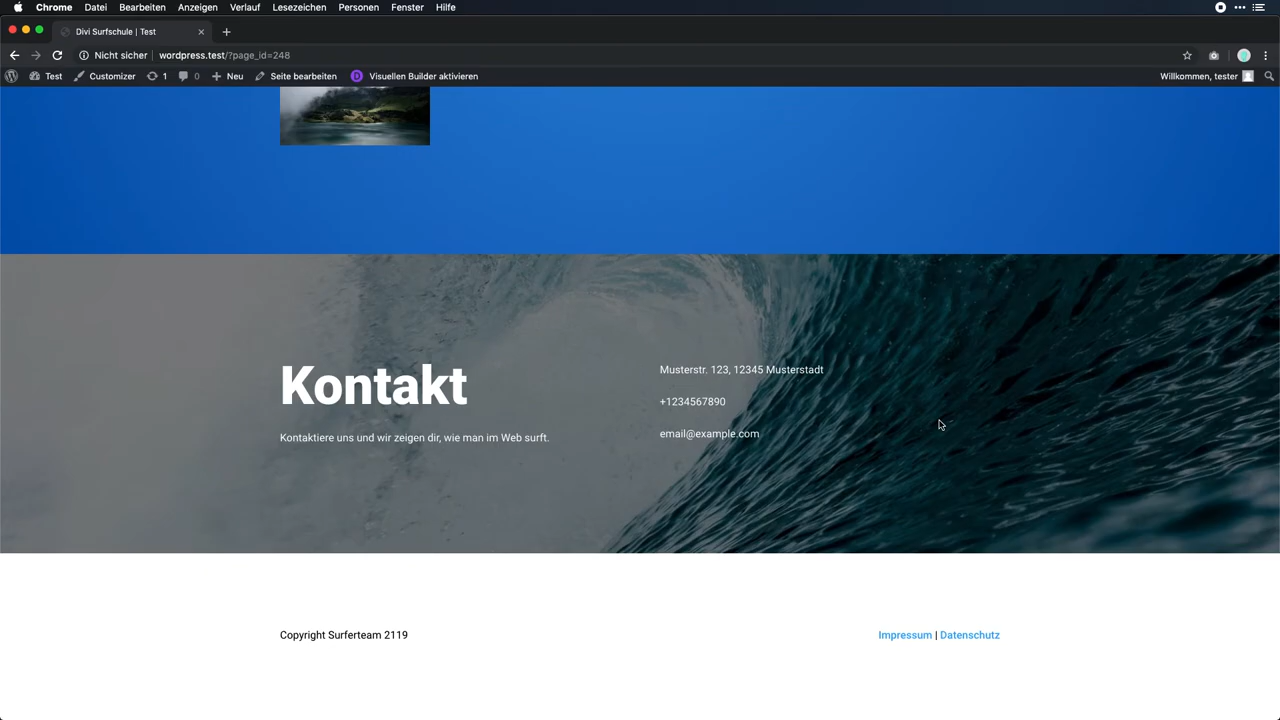 Chrome Datei Bearbeiten Anzeigen Verlauf Lesezeichen Personen Fenster Hilfe
Divi Surfschule | Test
Nicht sicher | wordpress.test/?page_id=248
Test Customizer 1 0 Neu Seite bearbeiten D Visuellen Builder aktivieren Willkommen, tester
Kontakt
Kontaktiere uns und wir zeigen dir, wie man im Web surft.
Musterstr. 123, 12345 Musterstadt
+1234567890
email@example.com
Copyright Surferteam 2119
Impressum | Datenschutz